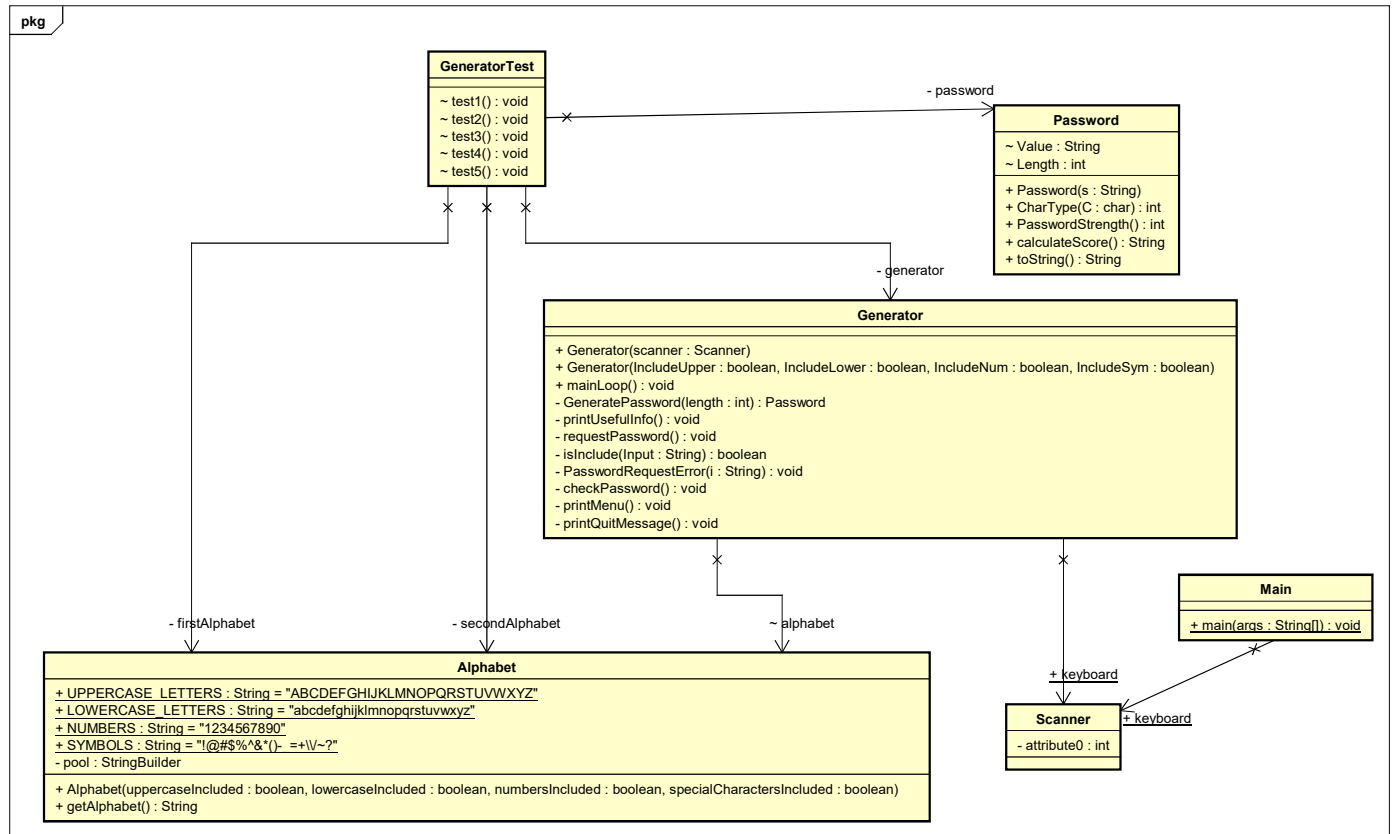 pkg
GeneratorTest
~ test1() : void
~ test2() : void
~ test3() : void
~ test4() : void
~ test5() : void
- password
Password
~ Value : String
~ Length : int
+ Password(s : String)
+ CharType(C : char) : int
+ PasswordStrength() : int
+ calculateScore() : String
+ toString() : String
- generator
Generator
+ Generator(scanner : Scanner)
+ Generator(IncludeUpper : boolean, IncludeLower : boolean, IncludeNum : boolean, IncludeSym : boolean)
+ mainLoop() : void
- GeneratePassword(length : int) : Password
- printUsefulInfo() : void
- requestPassword() : void
- isInclude(Input : String) : boolean
- PasswordRequestError(i : String) : void
- checkPassword() : void
- printMenu() : void
- printQuitMessage() : void
Main
+ main(args : String[]) : void
- firstAlphabet
- secondAlphabet
~ alphabet
+ keyboard
+ keyboard
Alphabet
+ UPPERCASE_LETTERS : String = "ABCDEFGHIJKLMNOPQRSTUVWXYZ"
+ LOWERCASE_LETTERS : String = "abcdefghijklmnopqrstuvwxyz"
+ NUMBERS : String = "1234567890"
+ SYMBOLS : String = "!@#$%^&*()-_=+\\/~?"
- pool : StringBuilder
+ Alphabet(uppercaseIncluded : boolean, lowercaseIncluded : boolean, numbersIncluded : boolean, specialCharactersIncluded : boolean)
+ getAlphabet() : String
Scanner
- attribute0 : int